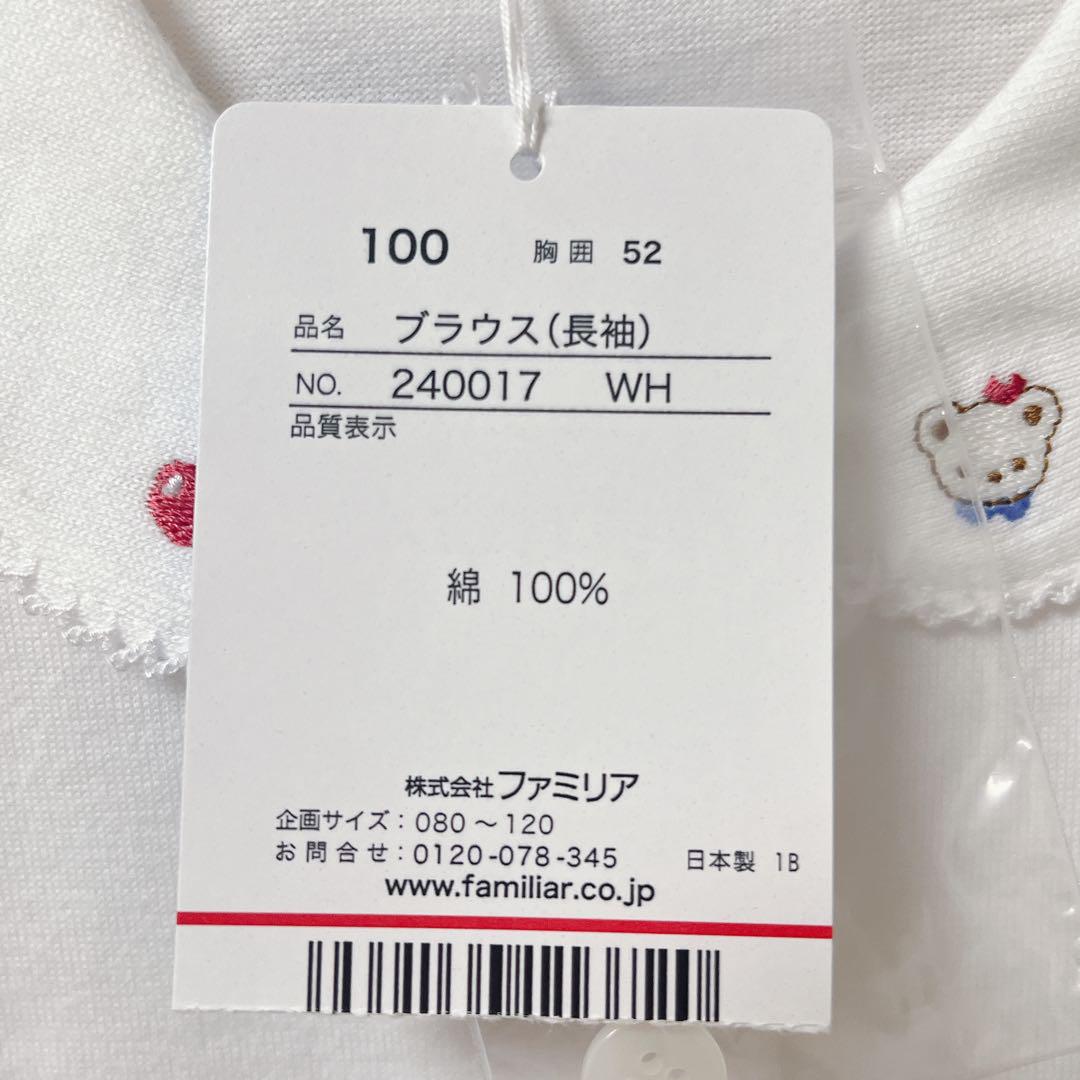 100 胸囲 52
品名 ブラウス(長袖)
NO. 240017 WH
品質表示
綿 100%
株式会社ファミリア
企画サイズ:080~120
お問合せ:0120-078-345 日本製 1B
www.familiar.co.jp